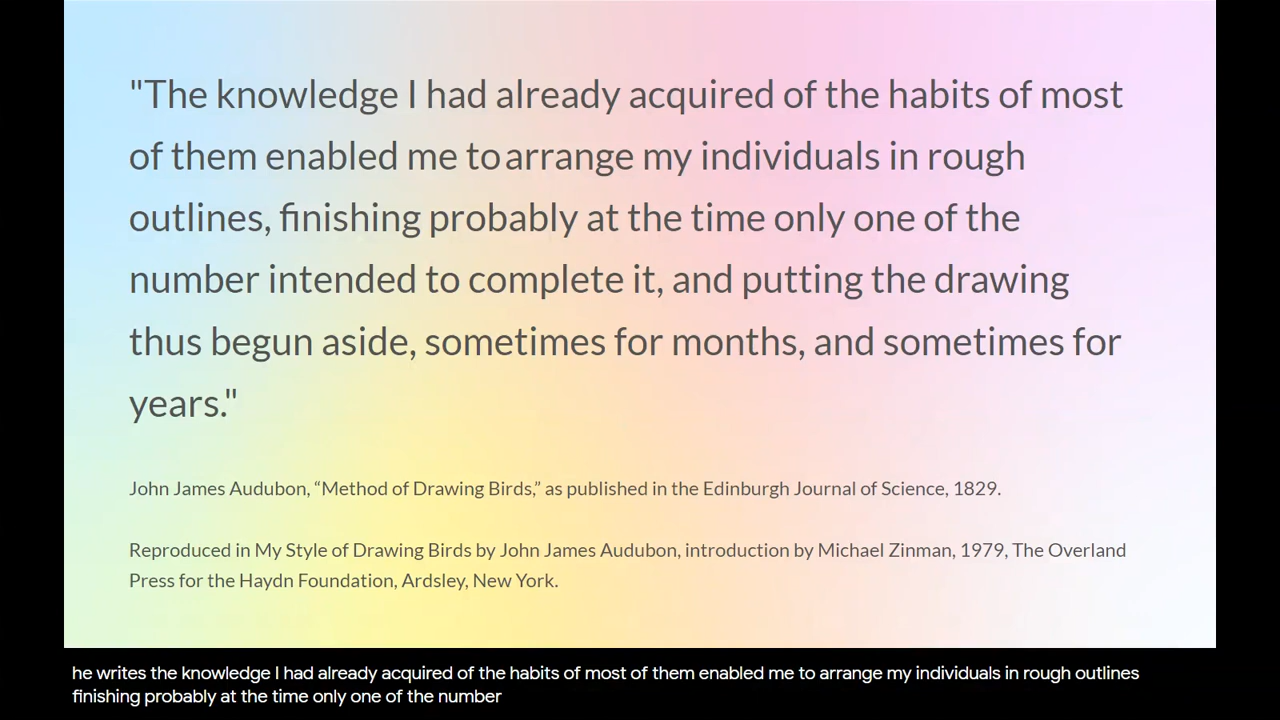 "The knowledge I had already acquired of the habits of most
of them enabled me to arrange my individuals in rough
outlines, finishing probably at the time only one of the
number intended to complete it, and putting the drawing
thus begun aside, sometimes for months, and sometimes for
years."
John James Audubon, “Method of Drawing Birds,” as published in the Edinburgh Journal of Science, 1829.
Reproduced in My Style of Drawing Birds by John James Audubon, introduction by Michael Zinman, 1979, The Overland
Press for the Haydn Foundation, Ardsley, New York.
he writes the knowledge I had already acquired of the habits of most of them enabled me to arrange my individuals in rough outlines
finishing probably at the time only one of the number